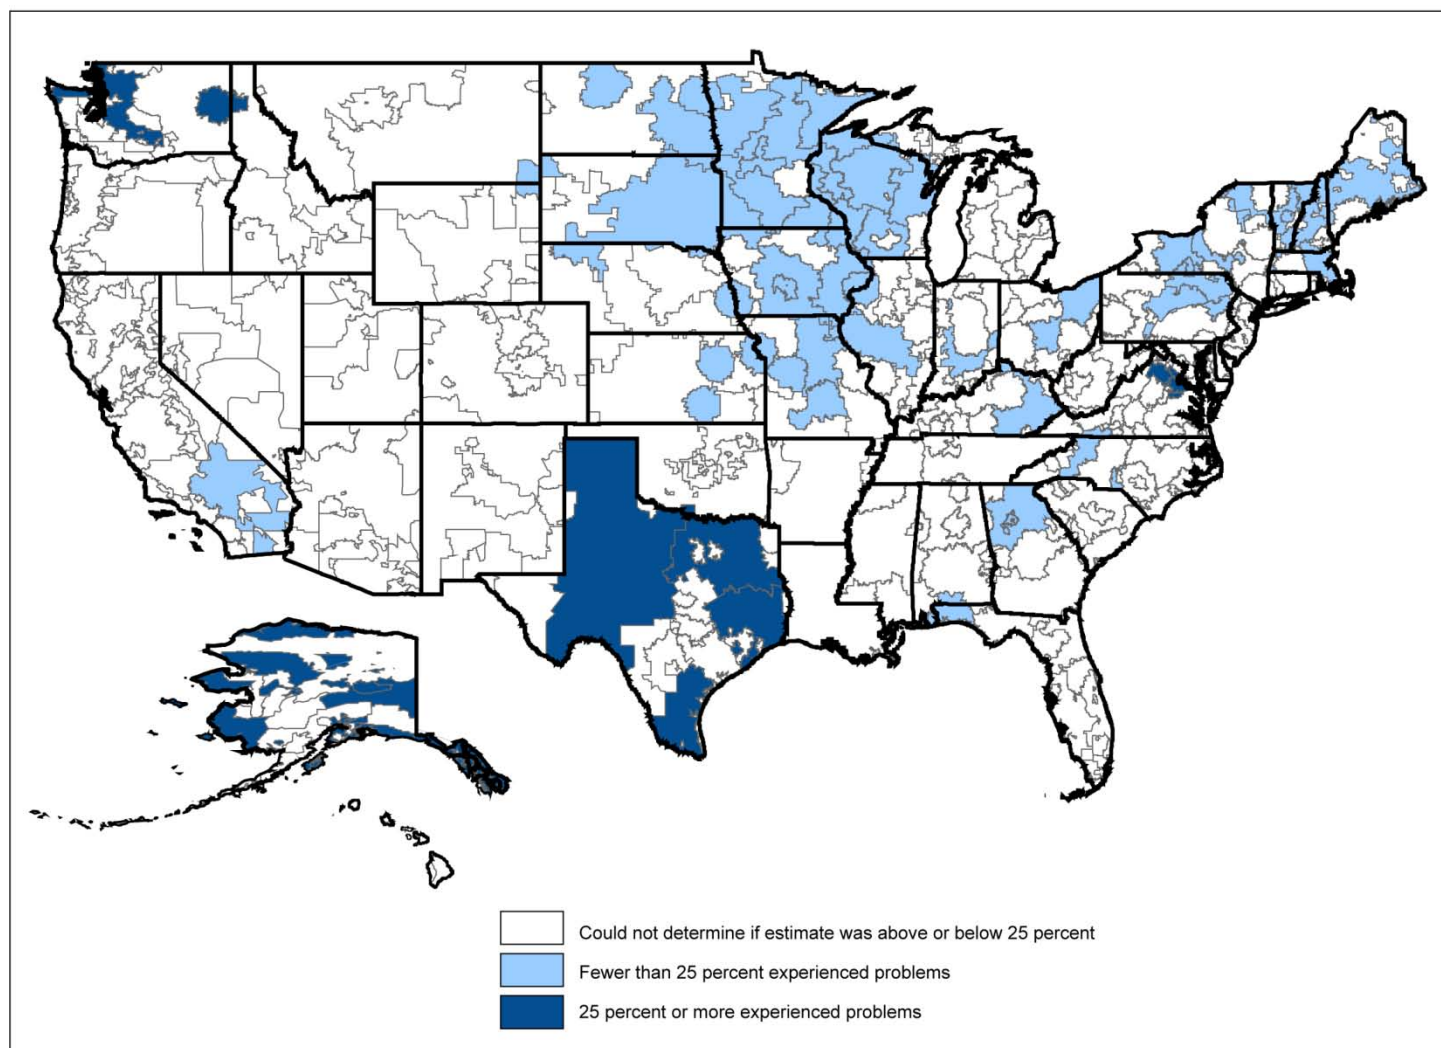 Could not determine if estimate was above or below 25 percent
Fewer than 25 percent experienced problems
25 percent or more experienced problems